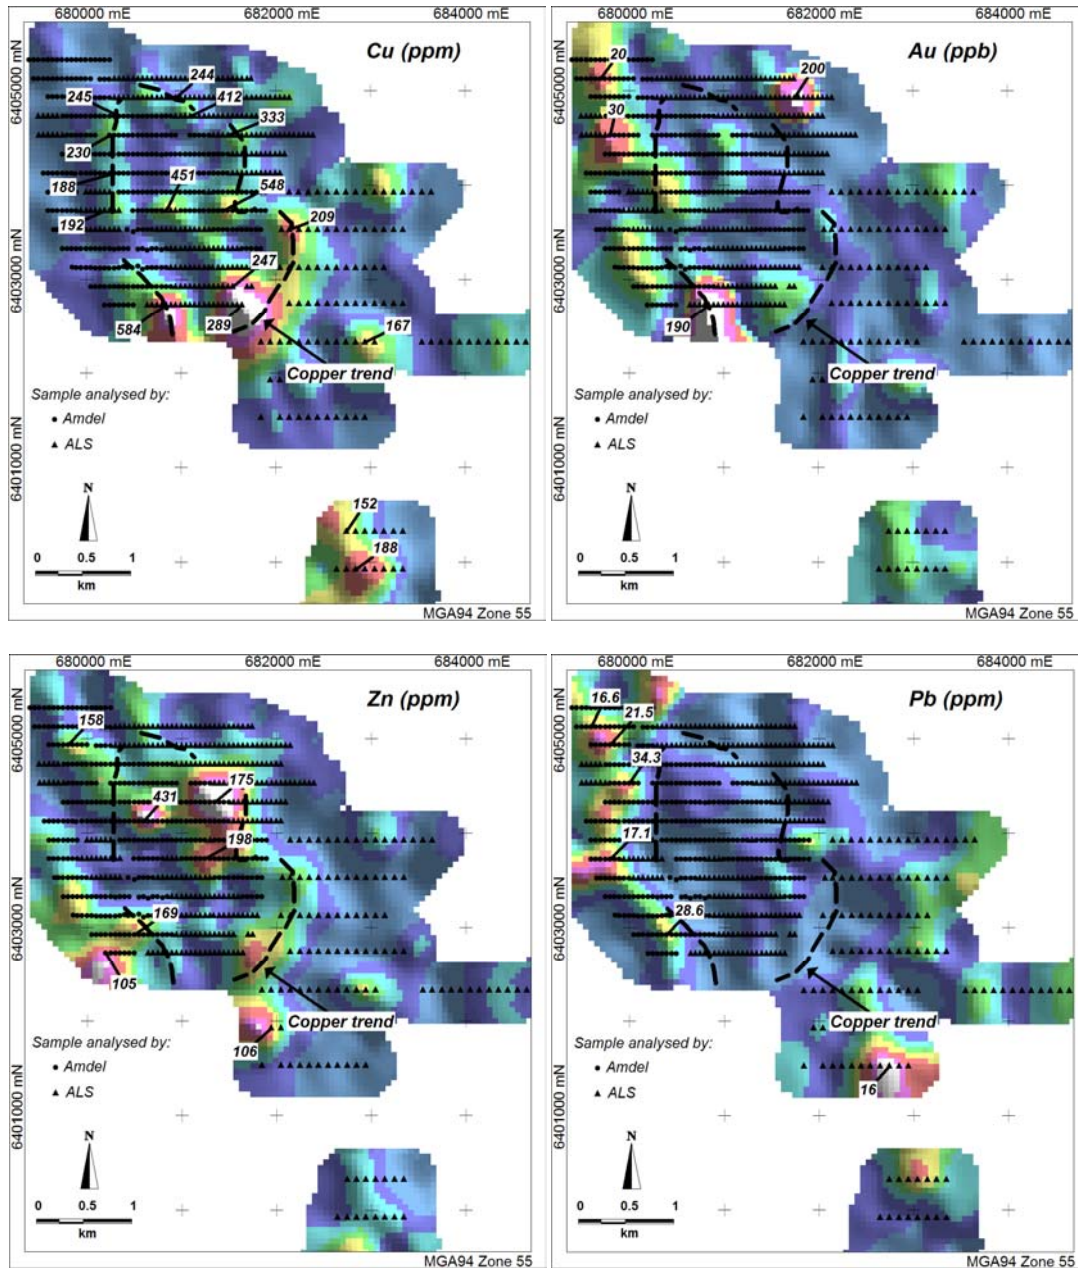 680000 mE 682000 mE 684000 mE
Cu (ppm)
6405000 mN
6403000 mN
6401000 mN
244
245
412
333
230
188
451
548
192
209
247
584
289
167
Copper trend
Sample analysed by:
Amdel
ALS
152
188
N
0 0.5 1
km
MGA94 Zone 55
680000 mE 682000 mE 684000 mE
Au (ppb)
6405000 mN
6403000 mN
6401000 mN
20
200
30
190
Copper trend
Sample analysed by:
Amdel
ALS
N
0 0.5 1
km
MGA94 Zone 55
680000 mE 682000 mE 684000 mE
Zn (ppm)
6405000 mN
6403000 mN
6401000 mN
158
175
431
198
169
105
Copper trend
106
Sample analysed by:
Amdel
ALS
N
0 0.5 1
km
MGA94 Zone 55
680000 mE 682000 mE 684000 mE
Pb (ppm)
6405000 mN
6403000 mN
6401000 mN
16.6
21.5
34.3
17.1
28.6
Copper trend
16
Sample analysed by:
Amdel
ALS
N
0 0.5 1
km
MGA94 Zone 55